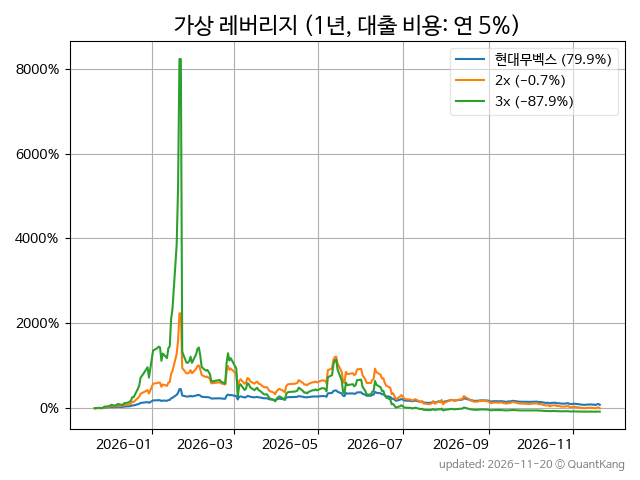 가상 레버리지 (1년, 대출 비용: 연 5%)
현대무벡스 (79.9%)
2x (-0.7%)
3x (-87.9%)
8000%
6000%
4000%
2000%
0%
2026-01 2026-03 2026-05 2026-07 2026-09 2026-11
updated: 2026-11-20 © QuantKang